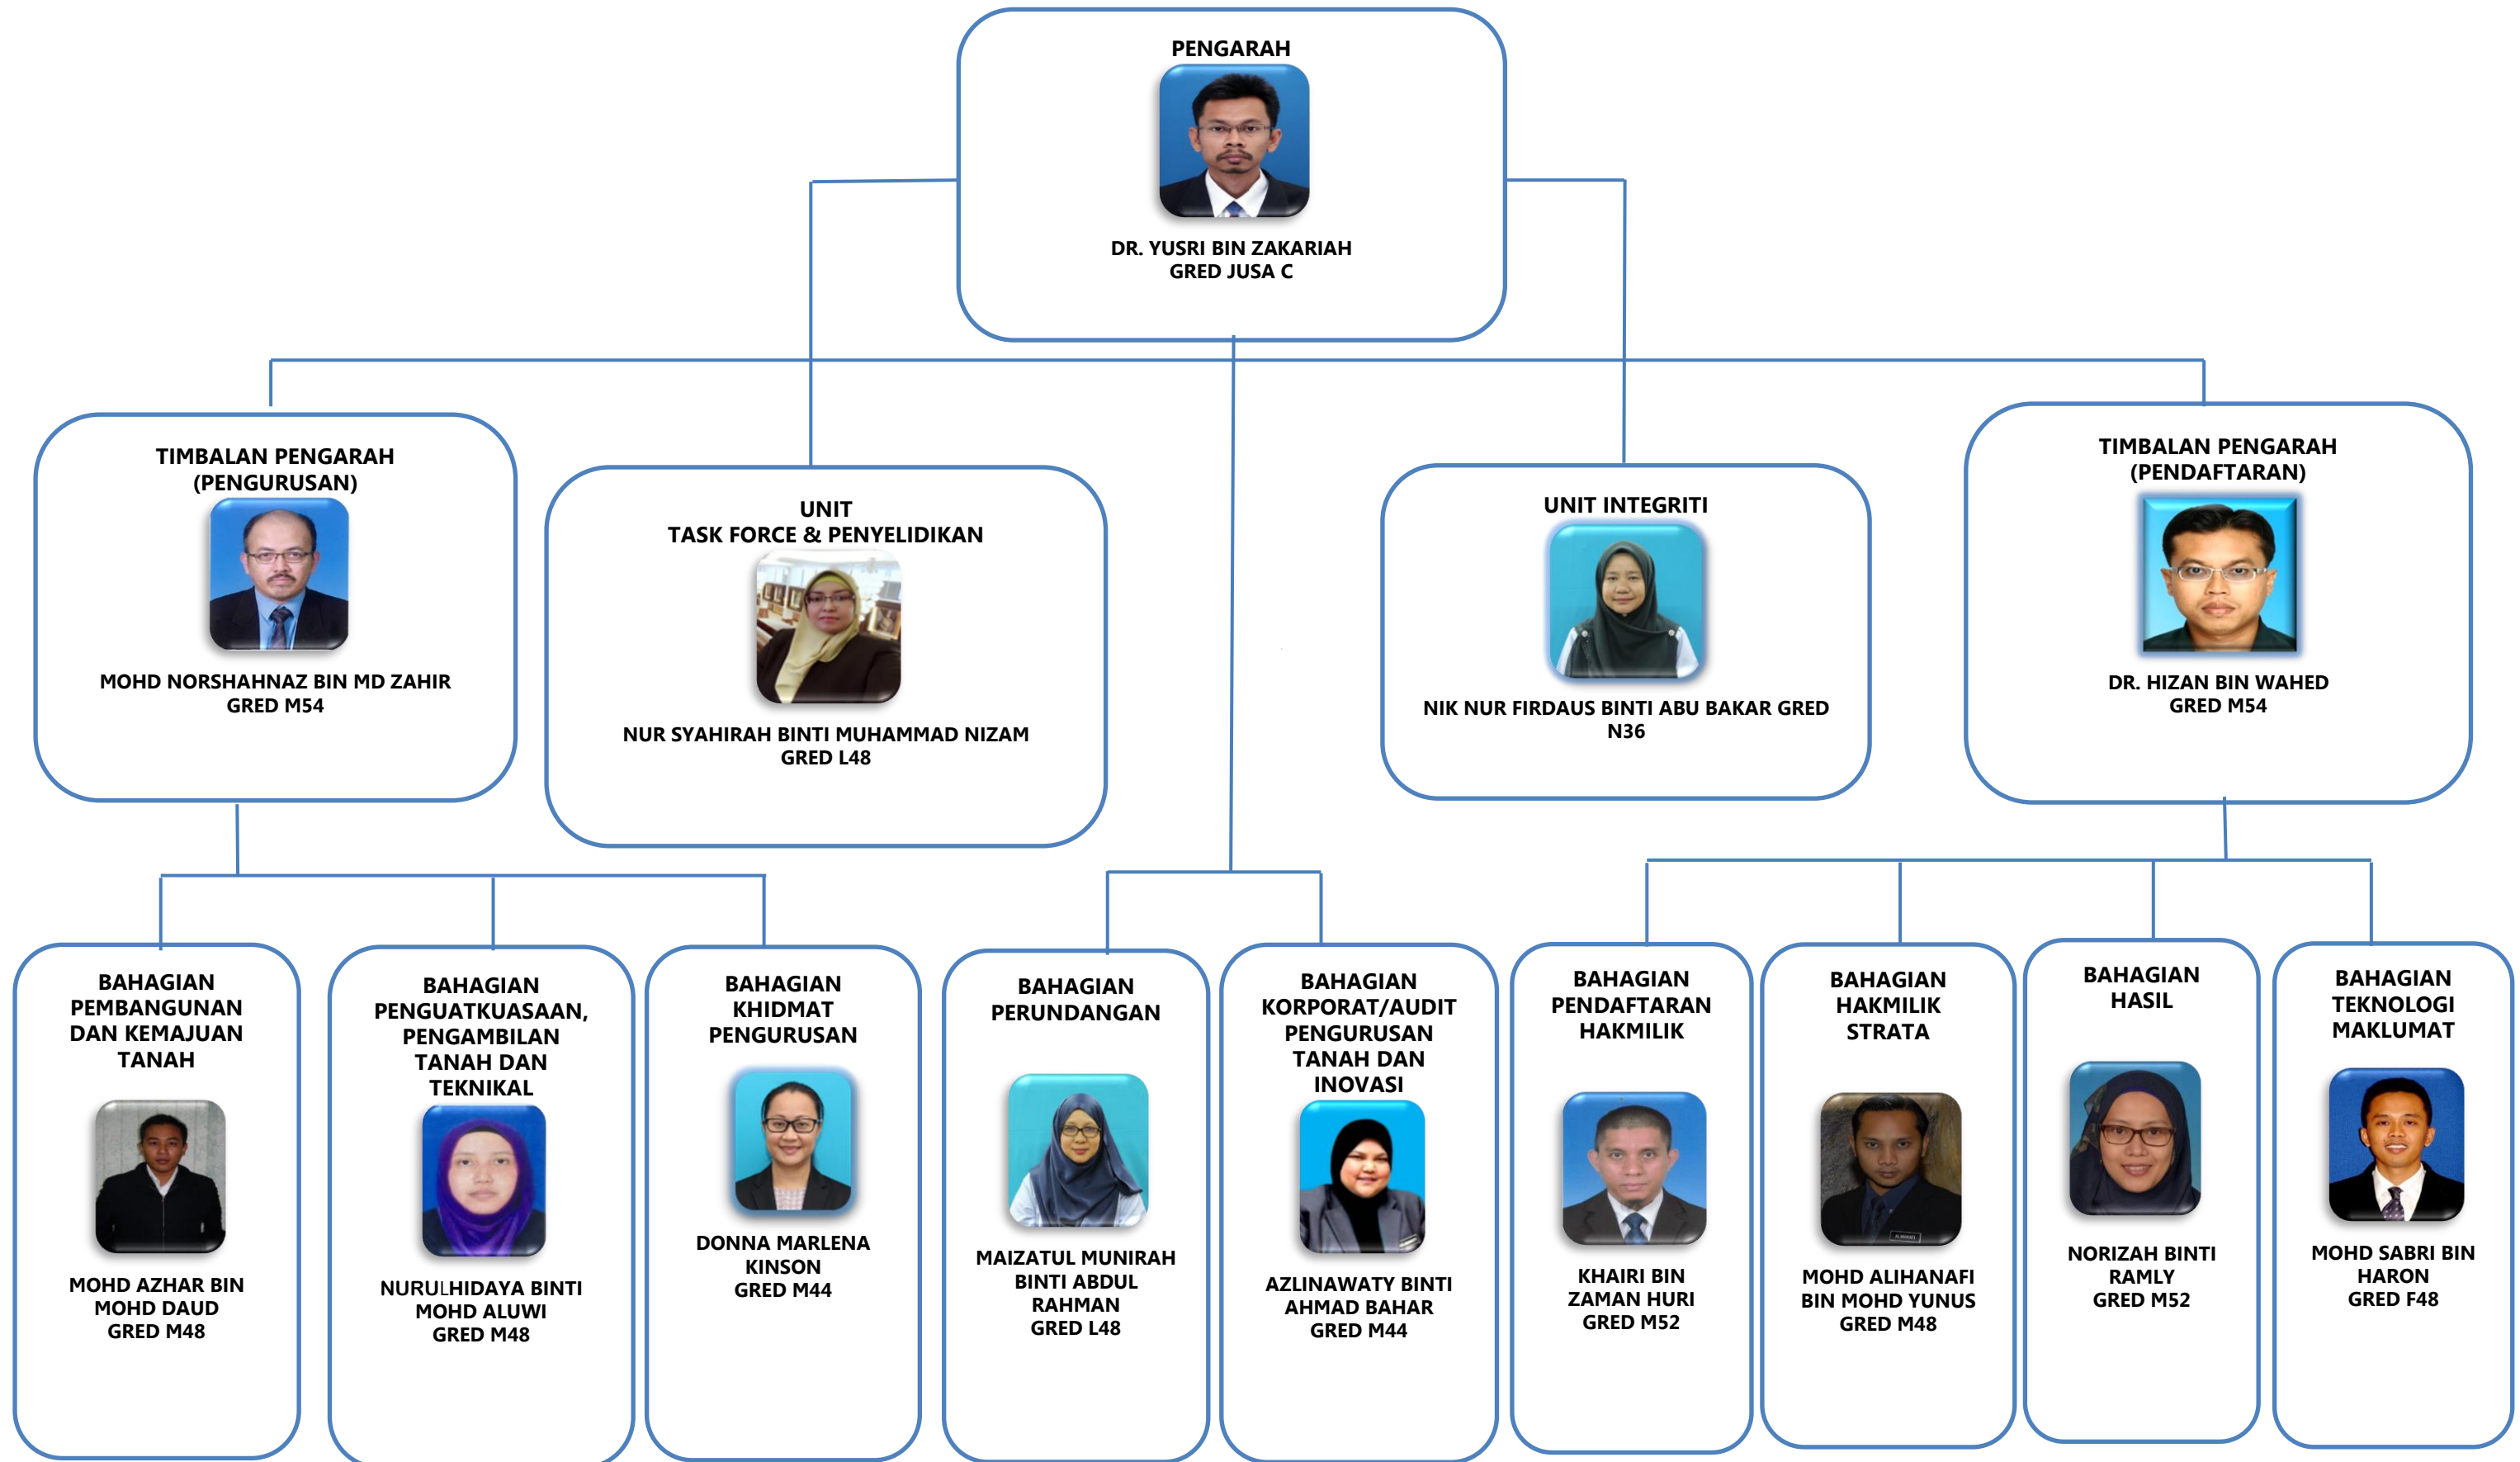 PENGARAH
DR. YUSRI BIN ZAKARIAH
GRED JUSA C
TIMBALAN PENGARAH
(PENGURUSAN)
MOHD NORSHAHNAZ BIN MD ZAHIR
GRED M54
UNIT
TASK FORCE & PENYELIDIKAN
NUR SYAHIRAH BINTI MUHAMMAD NIZAM
GRED L48
UNIT INTEGRITI
NIK NUR FIRDAUS BINTI ABU BAKAR GRED
N36
TIMBALAN PENGARAH
(PENDAFTARAN)
DR. HIZAN BIN WAHED
GRED M54
BAHAGIAN
PEMBANGUNAN
DAN KEMAJUAN
TANAH
MOHD AZHAR BIN
MOHD DAUD
GRED M48
BAHAGIAN
PENGUATKUASAAN,
PENGAMBILAN
TANAH DAN
TEKNIKAL
NURULHIDAYA BINTI
MOHD ALUWI
GRED M48
BAHAGIAN
KHIDMAT
PENGURUSAN
DONNA MARLENA
KINSON
GRED M44
BAHAGIAN
PERUNDANGAN
MAIZATUL MUNIRAH
BINTI ABDUL
RAHMAN
GRED L48
BAHAGIAN
KORPORAT/AUDIT
PENGURUSAN
TANAH DAN
INOVASI
AZLINAWATY BINTI
AHMAD BAHAR
GRED M44
BAHAGIAN
PENDAFTARAN
HAKMILIK
KHAIRI BIN
ZAMAN HURI
GRED M52
BAHAGIAN
HAKMILIK
STRATA
MOHD ALIHANAFI
BIN MOHD YUNUS
GRED M48
BAHAGIAN
HASIL
NORIZAH BINTI
RAMLY
GRED M52
BAHAGIAN
TEKNOLOGI
MAKLUMAT
MOHD SABRI BIN
HARON
GRED F48